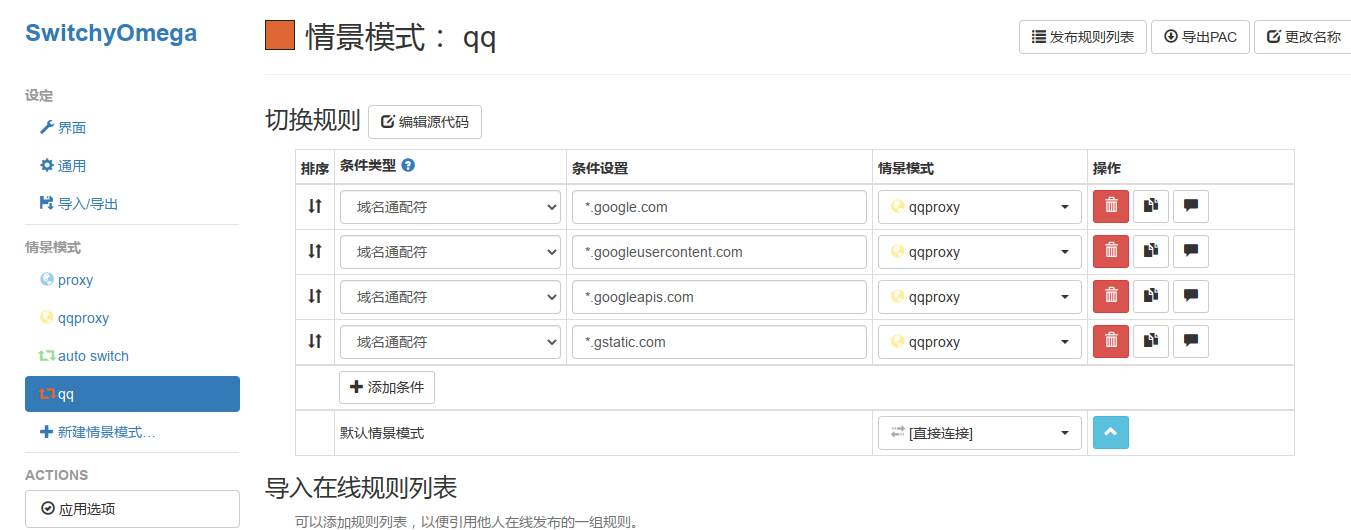 SwitchyOmega
设定
界面
通用
导入/导出
情景模式
proxy
qqproxy
auto switch
qq
新建情景模式…
ACTIONS
应用选项
情景模式： qq
发布规则列表 导出PAC 更改名称
切换规则 编辑源代码
排序 条件类型 条件设置 情景模式 操作
域名通配符 *.google.com qqproxy
域名通配符 *.googleusercontent.com qqproxy
域名通配符 *.googleapis.com qqproxy
域名通配符 *.gstatic.com qqproxy
添加条件
默认情景模式 [直接连接]
导入在线规则列表
可以添加规则列表，以便引用他人在线发布的一组规则。